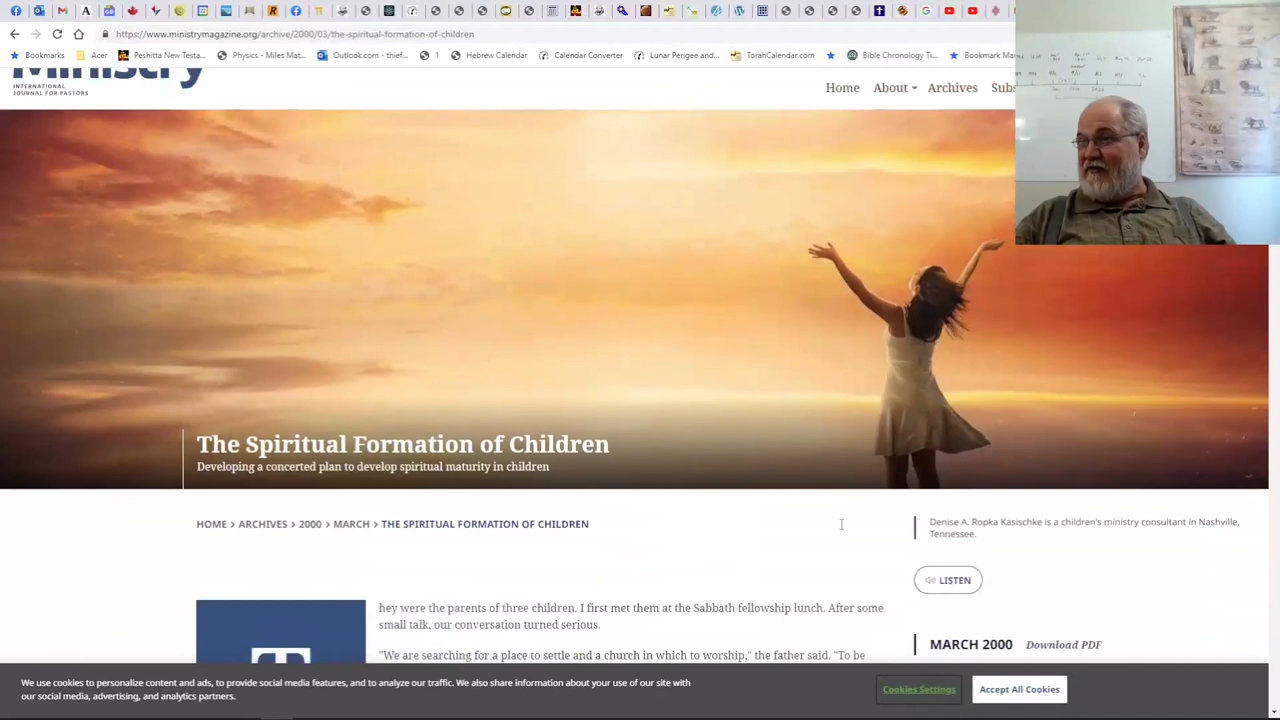 https://www.ministrymagazine.org/archive/2000/03/the-spiritual-formation-of-children
Bookmarks Acer Peshitta New Testa... Physics - Miles Mat... Outlook.com - thief... 1 Hebrew Calendar Calendar Converter Lunar Perigee and... TorahCalendar.com Bible Chronology Ti... Bookmark Man
Ministry
INTERNATIONAL
JOURNAL FOR PASTORS
Home About Archives Subs
The Spiritual Formation of Children
Developing a concerted plan to develop spiritual maturity in children
HOME > ARCHIVES > 2000 > MARCH > THE SPIRITUAL FORMATION OF CHILDREN
Denise A. Ropka Kasischke is a children's ministry consultant in Nashville,
Tennessee.
LISTEN
hey were the parents of three children. I first met them at the Sabbath fellowship lunch. After some
small talk, our conversation turned serious.
MARCH 2000 Download PDF
"We are searching for a place to settle and a church in which to worship," the father said. "To be
T
We use cookies to personalize content and ads, to provide social media features, and to analyze our traffic. We also share information about your use of our site with
our social media, advertising, and analytics partners.
Cookies Settings
Accept All Cookies